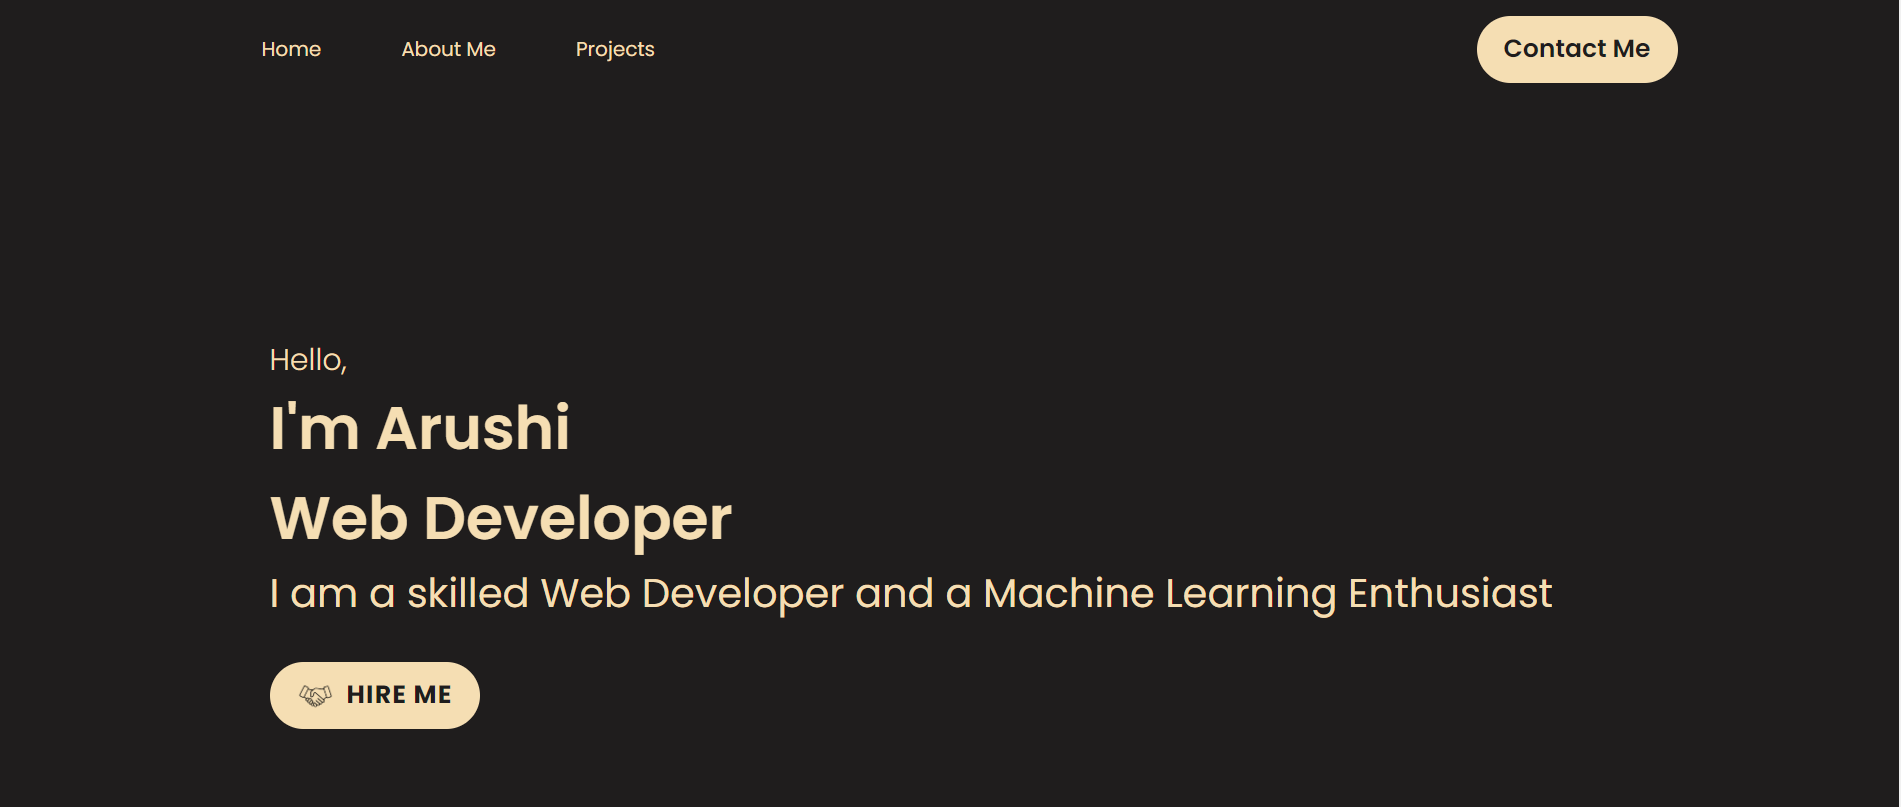 Home About Me Projects Contact Me
Hello,
I'm Arushi
Web Developer
I am a skilled Web Developer and a Machine Learning Enthusiast
HIRE ME